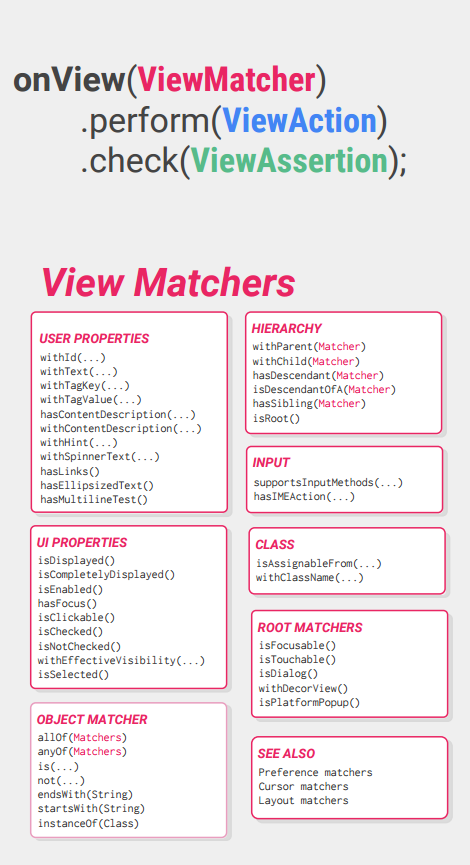 onView(ViewMatcher)
.perform(ViewAction)
.check(ViewAssertion);
View Matchers
USER PROPERTIES
withId(...)
withText(...)
withTagKey(...)
withTagValue(...)
hasContentDescription(...)
withContentDescription(...)
withHint(...)
withSpinnerText(...)
hasLinks()
hasEllipsizedText()
hasMultilineTest()
UI PROPERTIES
isDisplayed()
isCompletelyDisplayed()
isEnabled()
hasFocus()
isClickable()
isChecked()
isNotChecked()
withEffectiveVisibility(...)
isSelected()
OBJECT MATCHER
allOf(Matchers)
anyOf(Matchers)
is(...)
not(...)
endsWith(String)
startsWith(String)
instanceOf(Class)
HIERARCHY
withParent(Matcher)
withChild(Matcher)
hasDescendant(Matcher)
isDescendantOfA(Matcher)
hasSibling(Matcher)
isRoot()
INPUT
supportsInputMethods(...)
hasIMEAction(...)
CLASS
isAssignableFrom(...)
withClassName(...)
ROOT MATCHERS
isFocusable()
isTouchable()
isDialog()
withDecorView()
isPlatformPopup()
SEE ALSO
Preference matchers
Cursor matchers
Layout matchers